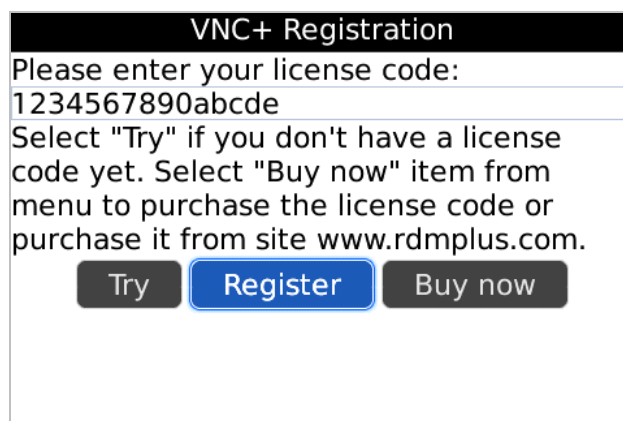 VNC+ Registration
Please enter your license code:
1234567890abcde
Select "Try" if you don't have a license
code yet. Select "Buy now" item from
menu to purchase the license code or
purchase it from site www.rdmplus.com.
Try Register Buy now